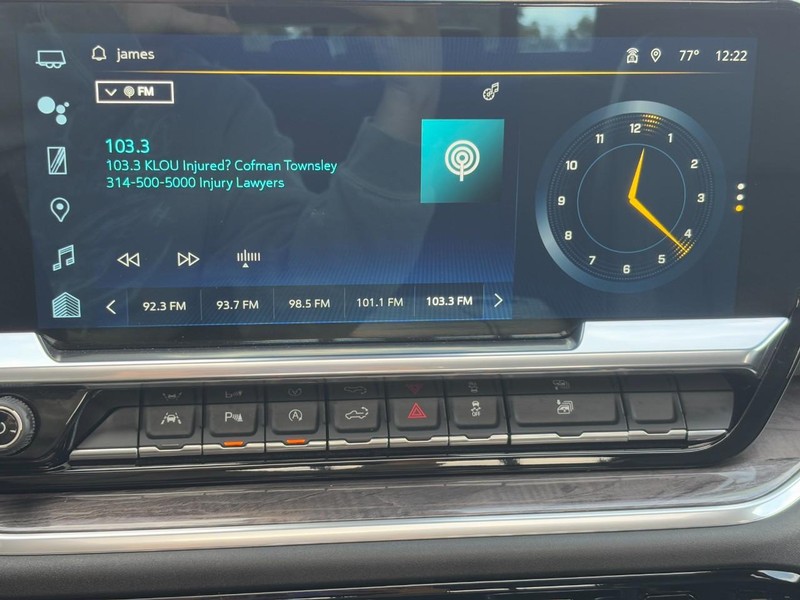 james
77° 12:22
FM
103.3
103.3 KLOU Injured? Cofman Townsley
314-500-5000 Injury Lawyers
92.3 FM 93.7 FM 98.5 FM 101.1 FM 103.3 FM
12
1
2
3
4
5
6
7
8
9
10
11
P
A
OFF